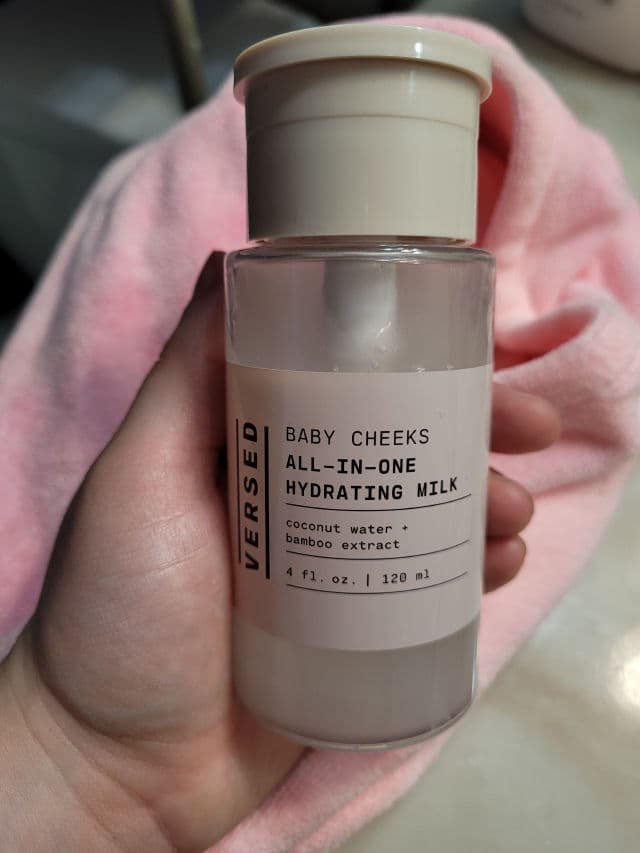 VERSED
BABY CHEEKS
ALL-IN-ONE
HYDRATING MILK
coconut water +
bamboo extract
4 fl. oz. | 120 ml